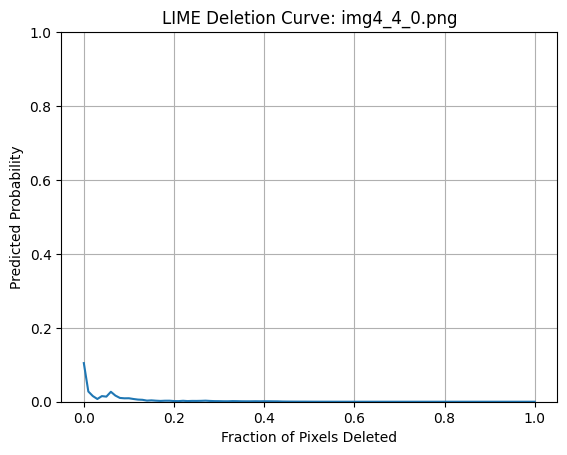 LIME Deletion Curve: img4_4_0.png
1.0
0.8
0.6
0.4
0.2
0.0
Predicted Probability
0.0 0.2 0.4 0.6 0.8 1.0
Fraction of Pixels Deleted